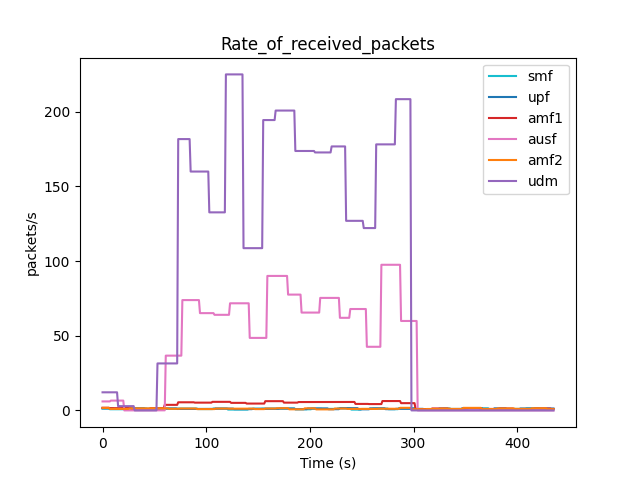 Rate_of_received_packets
packets/s
200
150
100
50
0
0 100 200 300 400
Time (s)
smf
upf
amf1
ausf
amf2
udm